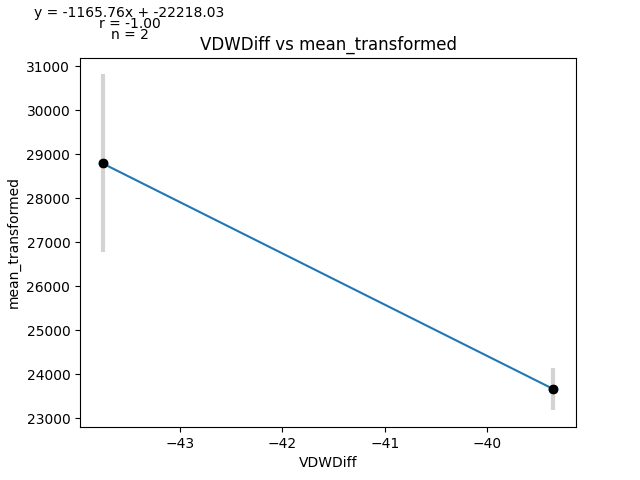 y = -1165.76x + -22218.03
r = -1.00
n = 2
VDWDiff vs mean_transformed
31000
30000
29000
28000
27000
26000
25000
24000
23000
mean_transformed
−43
−42
−41
−40
VDWDiff